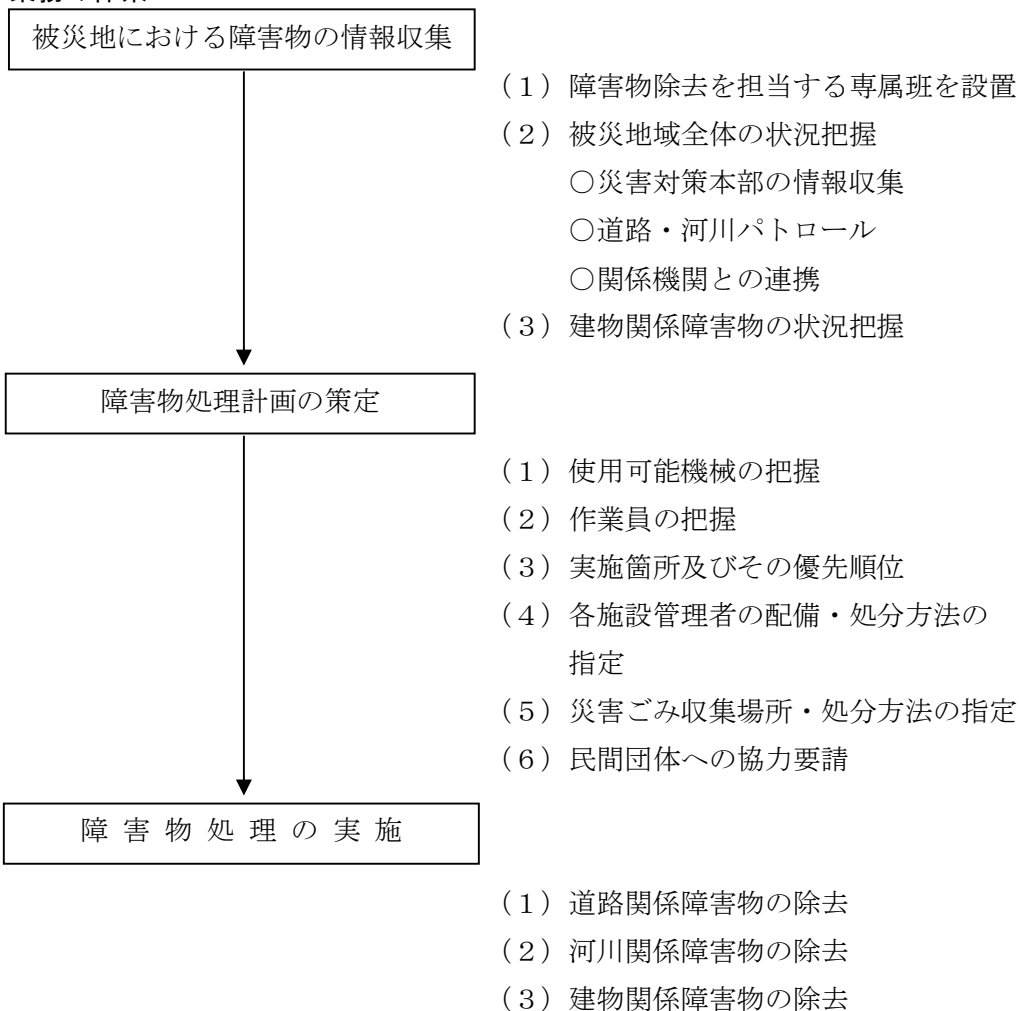 被災地における障害物の情報収集
（１）障害物除去を担当する専属班を設置
（２）被災地域全体の状況把握
○災害対策本部の情報収集
○道路・河川パトロール
○関係機関との連携
（３）建物関係障害物の状況把握
障害物処理計画の策定
（１）使用可能機械の把握
（２）作業員の把握
（３）実施箇所及びその優先順位
（４）各施設管理者の配備・処分方法の
指定
（５）災害ごみ収集場所・処分方法の指定
（６）民間団体への協力要請
障 害 物 処 理 の 実 施
（１）道路関係障害物の除去
（２）河川関係障害物の除去
（３）建物関係障害物の除去